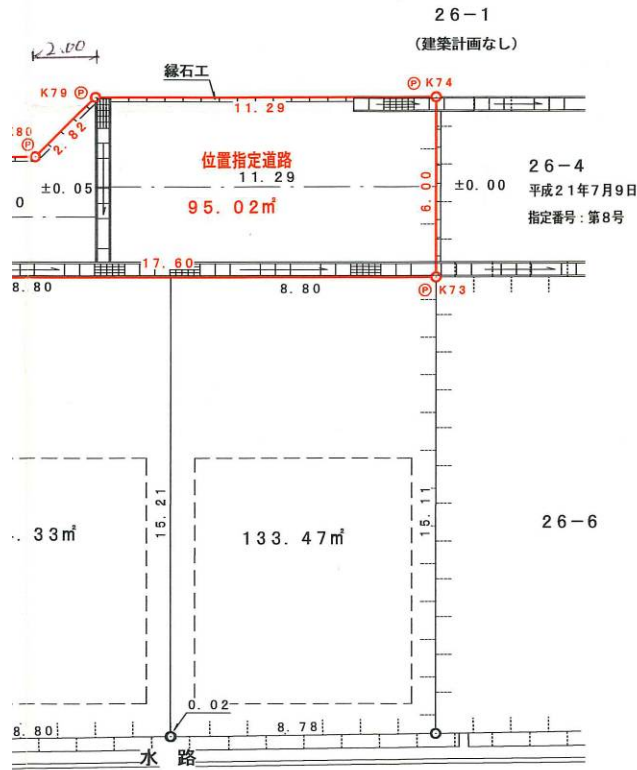 26-1
(建築計画なし)
2.00
縁石工
K79 Ⓟ
Ⓟ K74
11.29
2.82
80
Ⓟ
位置指定道路
11.29
95.02㎡
±0.05
±0.00
6.00
26-4
平成21年7月9日
指定番号:第8号
0
17.60
8.80
8.80
Ⓟ K73
15.21
15.11
.33㎡
133.47㎡
26-6
0.02
8.80
8.78
水路